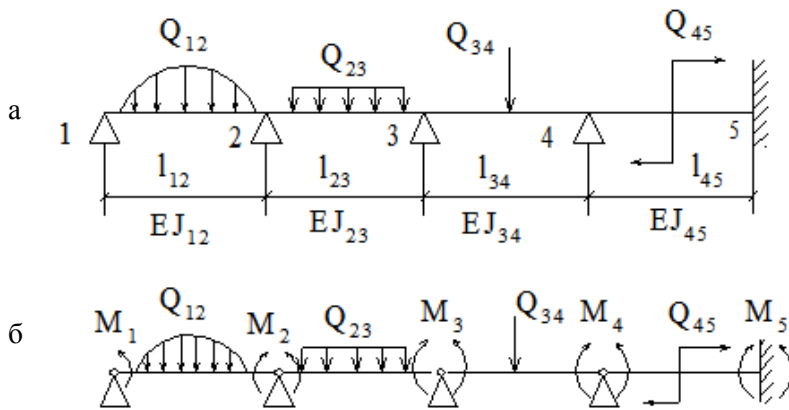 Q₁₂ Q₂₃ Q₃₄ Q₄₅
а
1 2 3 4 5
l₁₂ l₂₃ l₃₄ l₄₅
EJ₁₂ EJ₂₃ EJ₃₄ EJ₄₅
б
M₁ Q₁₂ M₂ Q₂₃ M₃ Q₃₄ M₄ Q₄₅ M₅